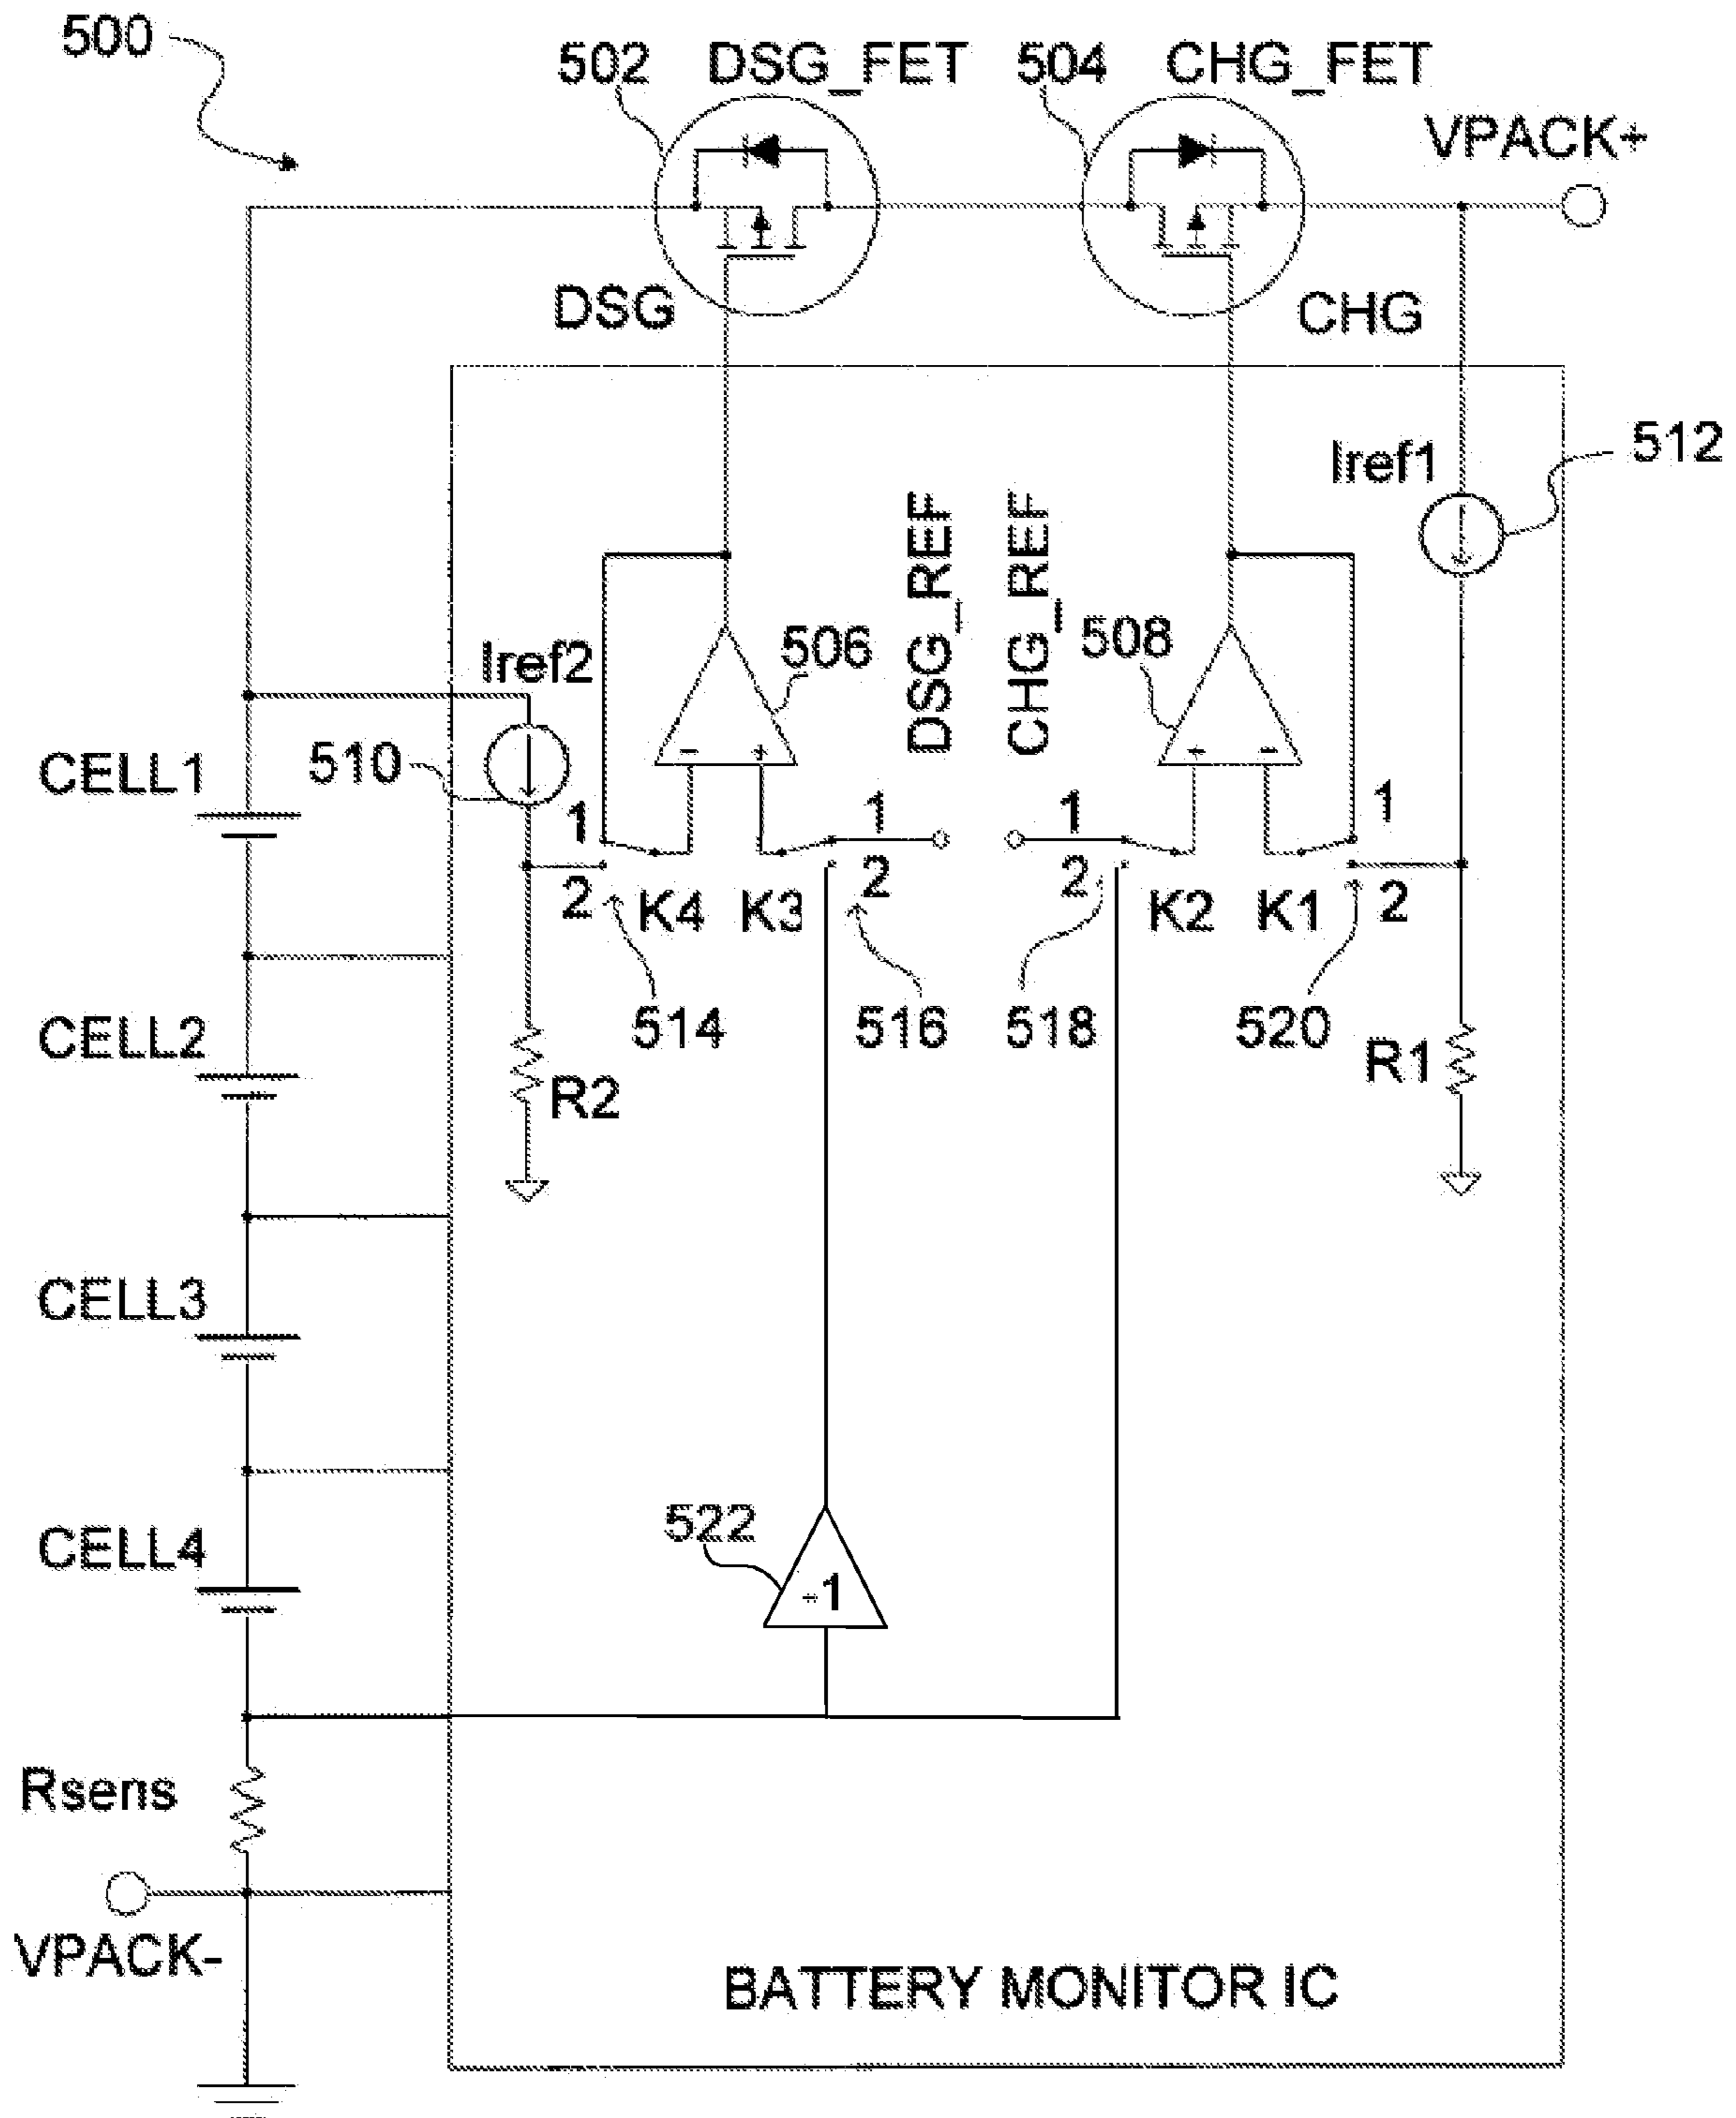 500
502 DSG_FET 504 CHG_FET
VPACK+
DSG CHG
Iref1 512
DSG_REF
CHG_REF
Iref2 506 508
CELL1 510
- + + -
1 1 1 1
2 2 2 2
K4 K3 K2 K1
514 516 518 520
CELL2 R2 R1
CELL3
522
CELL4
-1
Rsens
VPACK-
BATTERY MONITOR IC